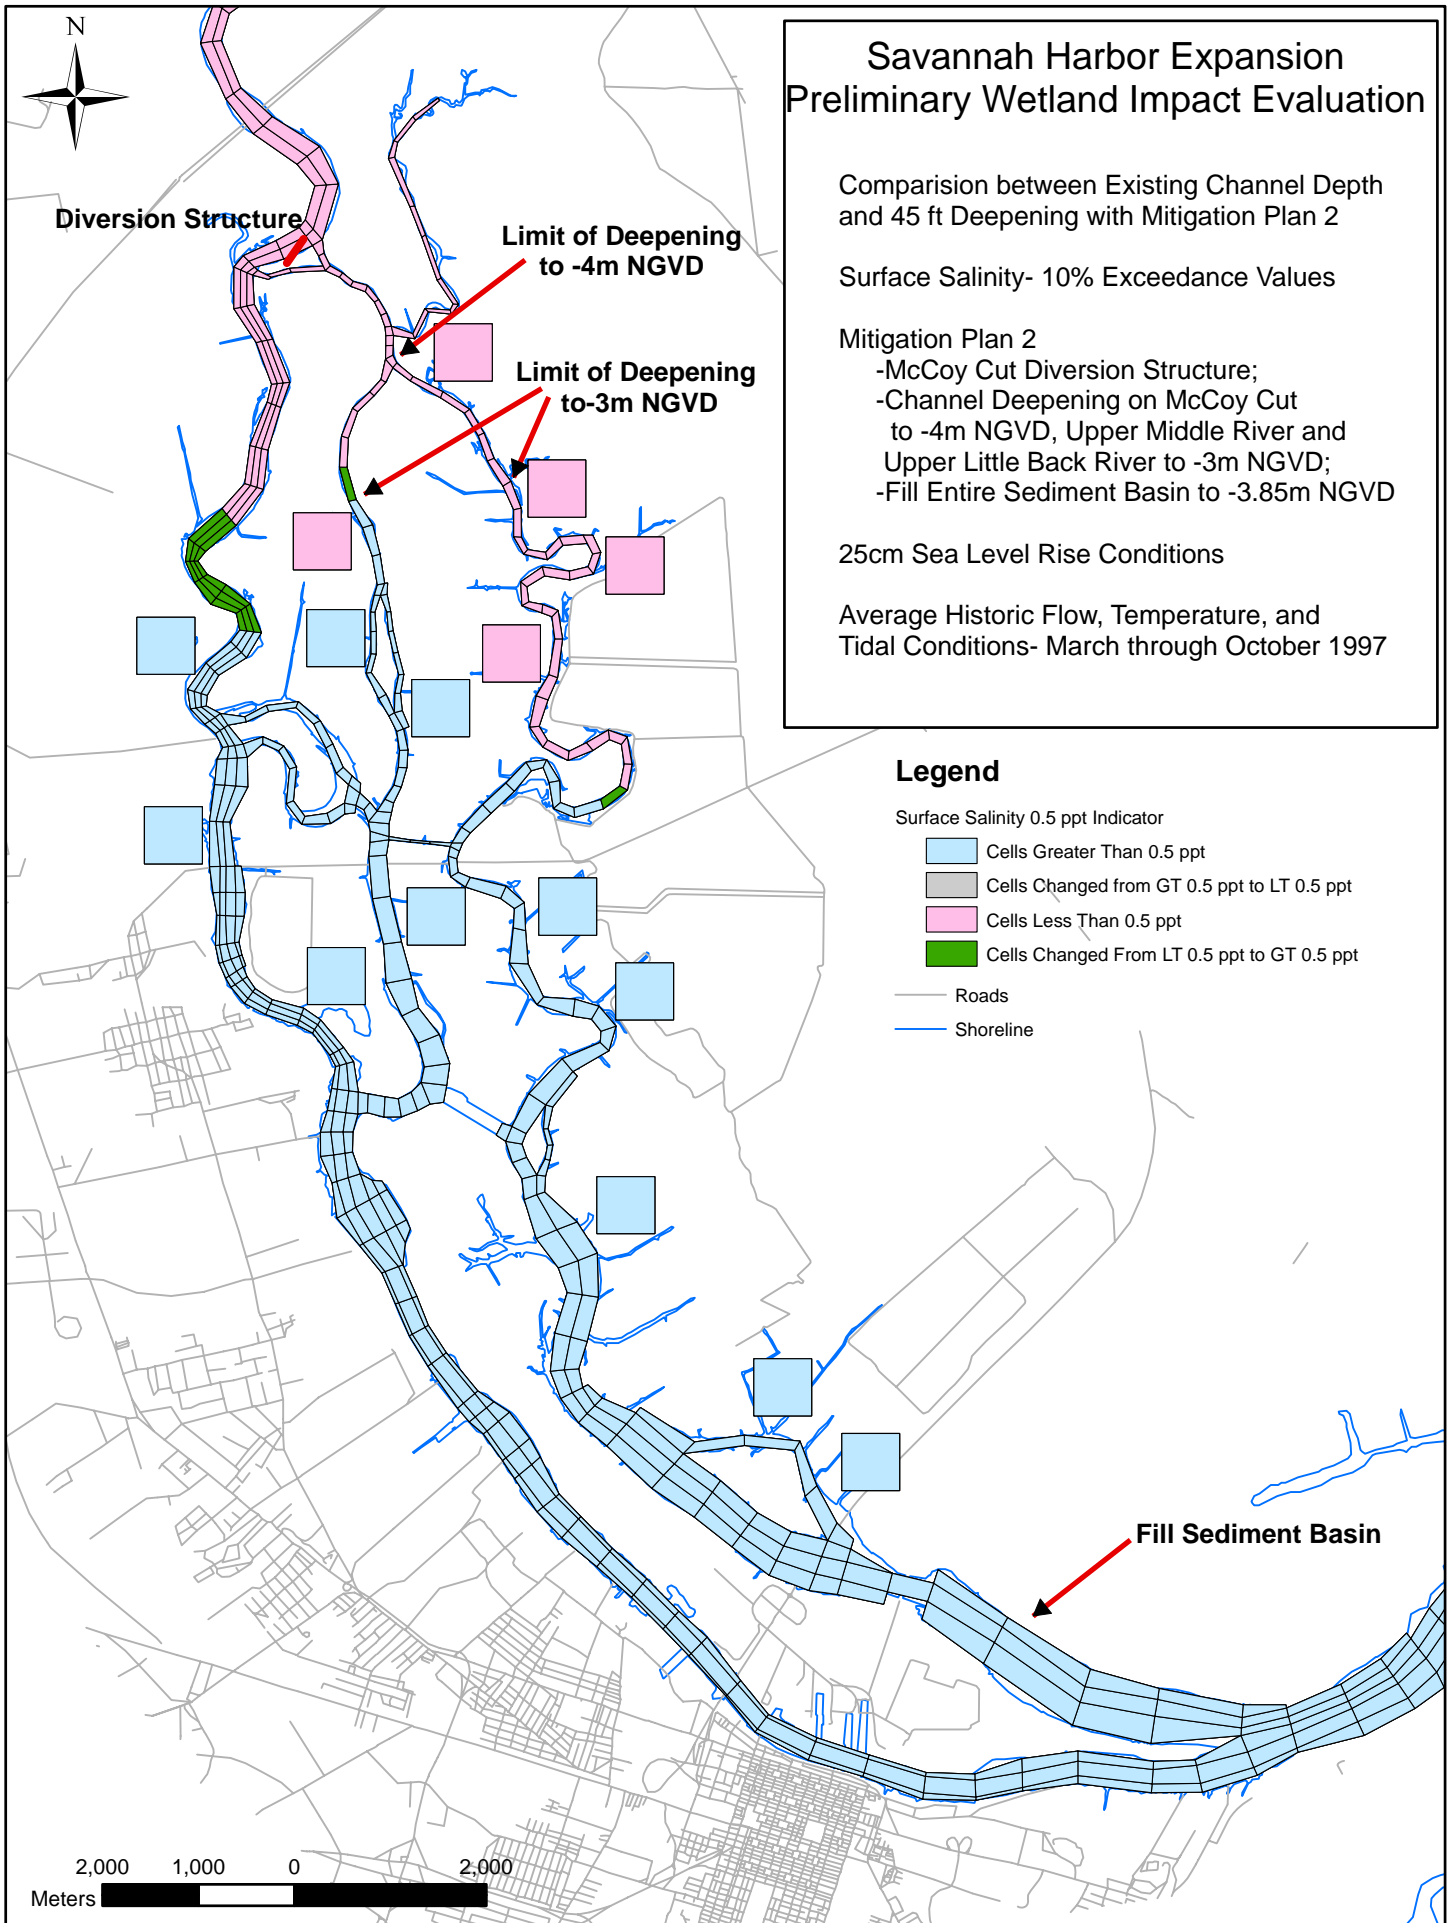 N
Savannah Harbor Expansion
Preliminary Wetland Impact Evaluation
Comparision between Existing Channel Depth
and 45 ft Deepening with Mitigation Plan 2
Surface Salinity- 10% Exceedance Values
Mitigation Plan 2
-McCoy Cut Diversion Structure;
-Channel Deepening on McCoy Cut
to -4m NGVD, Upper Middle River and
Upper Little Back River to -3m NGVD;
-Fill Entire Sediment Basin to -3.85m NGVD
25cm Sea Level Rise Conditions
Average Historic Flow, Temperature, and
Tidal Conditions- March through October 1997
Diversion Structure
Limit of Deepening
to -4m NGVD
Limit of Deepening
to-3m NGVD
Legend
Surface Salinity 0.5 ppt Indicator
Cells Greater Than 0.5 ppt
Cells Changed from GT 0.5 ppt to LT 0.5 ppt
Cells Less Than 0.5 ppt
Cells Changed From LT 0.5 ppt to GT 0.5 ppt
Roads
Shoreline
Fill Sediment Basin
2,000 1,000 0 2,000
Meters